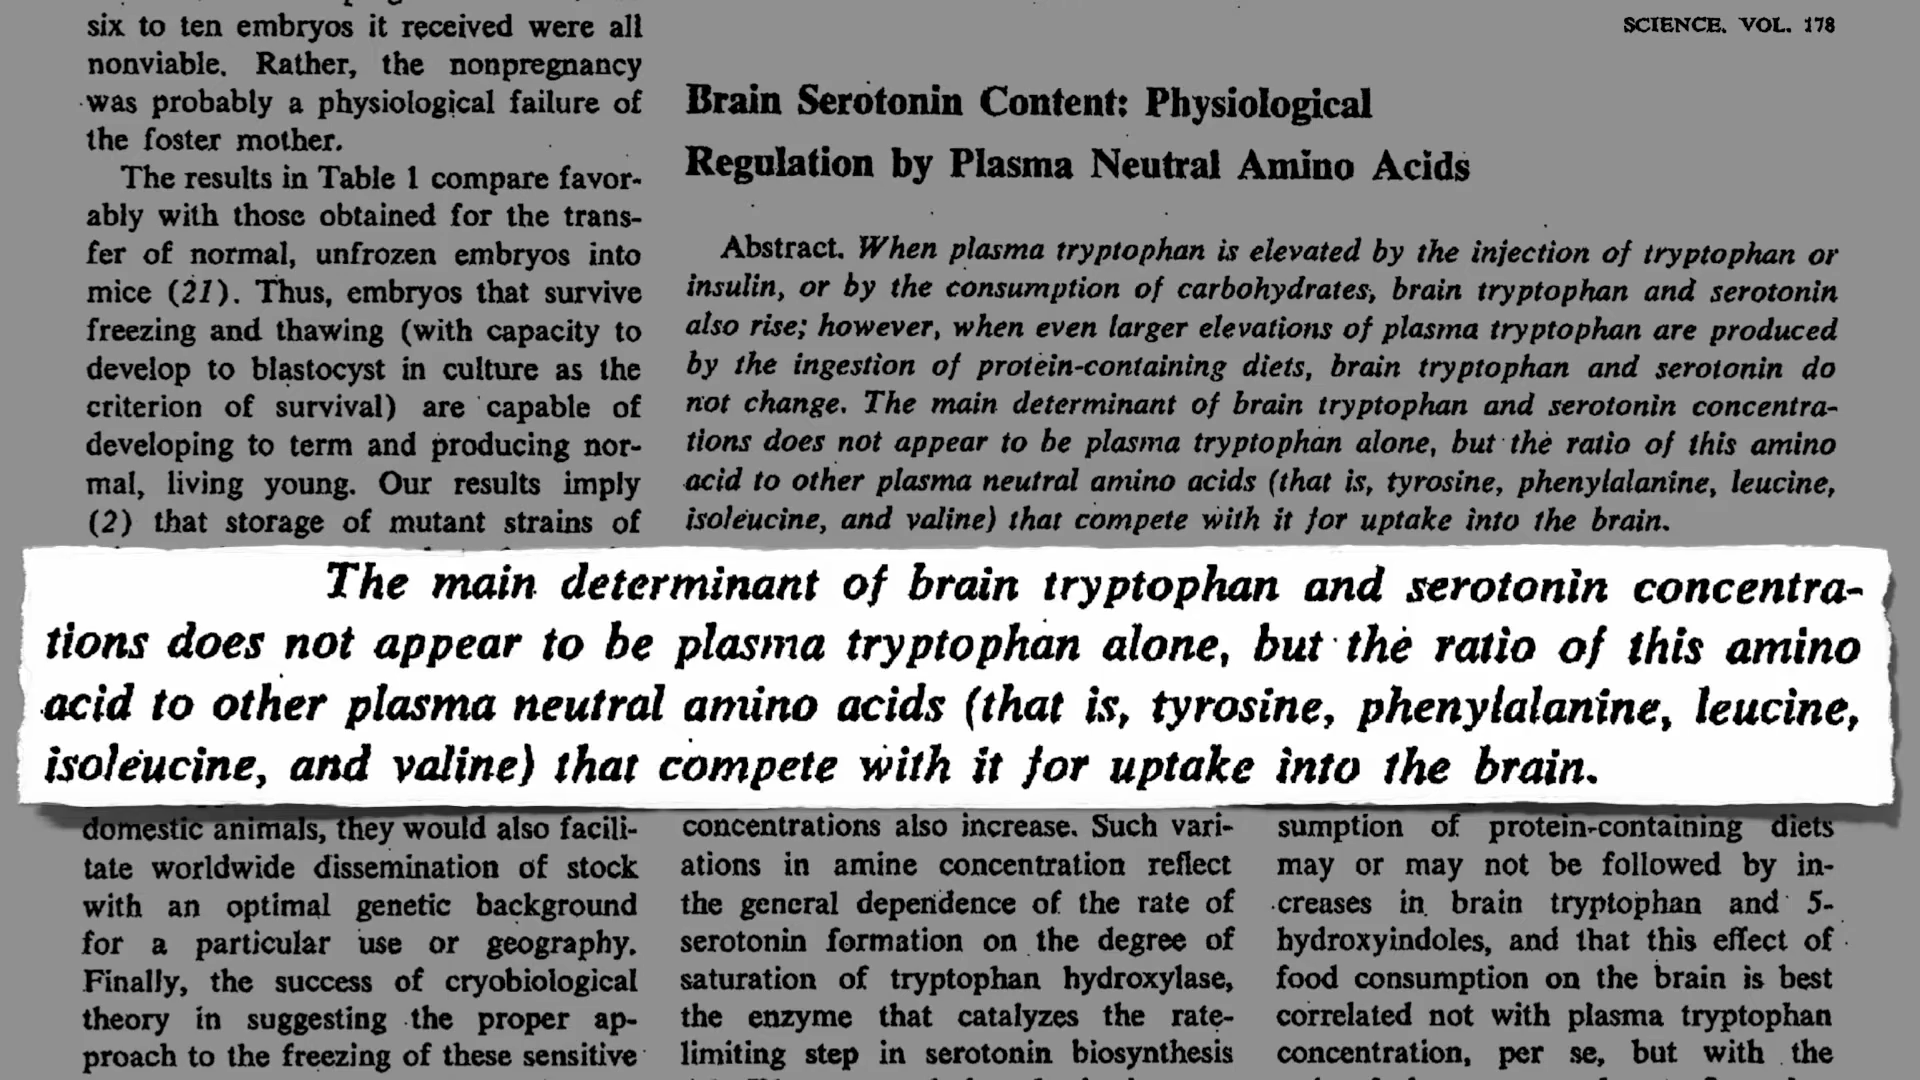 six to ten embryos it received were all
nonviable. Rather, the nonpregnancy
was probably a physiological failure of
the foster mother.
The results in Table 1 compare favor-
ably with those obtained for the trans-
fer of normal, unfrozen embryos into
mice (21). Thus, embryos that survive
freezing and thawing (with capacity to
develop to blastocyst in culture as the
criterion of survival) are capable of
developing to term and producing nor-
mal, living young. Our results imply
(2) that storage of mutant strains of
SCIENCE, VOL. 178
Brain Serotonin Content: Physiological
Regulation by Plasma Neutral Amino Acids
Abstract. When plasma tryptophan is elevated by the injection of tryptophan or
insulin, or by the consumption of carbohydrates, brain tryptophan and serotonin
also rise; however, when even larger elevations of plasma tryptophan are produced
by the ingestion of protein-containing diets, brain tryptophan and serotonin do
not change. The main determinant of brain tryptophan and serotonin concentra-
tions does not appear to be plasma tryptophan alone, but the ratio of this amino
acid to other plasma neutral amino acids (that is, tyrosine, phenylalanine, leucine,
isoleucine, and valine) that compete with it for uptake into the brain.
The main determinant of brain tryptophan and serotonin concentra-
tions does not appear to be plasma tryptophan alone, but the ratio of this amino
acid to other plasma neutral amino acids (that is, tyrosine, phenylalanine, leucine,
isoleucine, and valine) that compete with it for uptake into the brain.
domestic animals, they would also facili-
tate worldwide dissemination of stock
with an optimal genetic background
for a particular use or geography.
Finally, the success of cryobiological
theory in suggesting the proper ap-
proach to the freezing of these sensitive
concentrations also increase. Such vari-
ations in amine concentration reflect
the general dependence of the rate of
serotonin formation on the degree of
saturation of tryptophan hydroxylase,
the enzyme that catalyzes the rate-
limiting step in serotonin biosynthesis
sumption of protein-containing diets
may or may not be followed by in-
creases in brain tryptophan and 5-
hydroxyindoles, and that this effect of
food consumption on the brain is best
correlated not with plasma tryptophan
concentration, per se, but with the